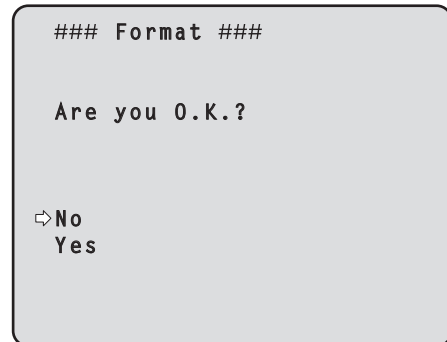 ### Format ###
Are you O.K.?
⇨No
Yes